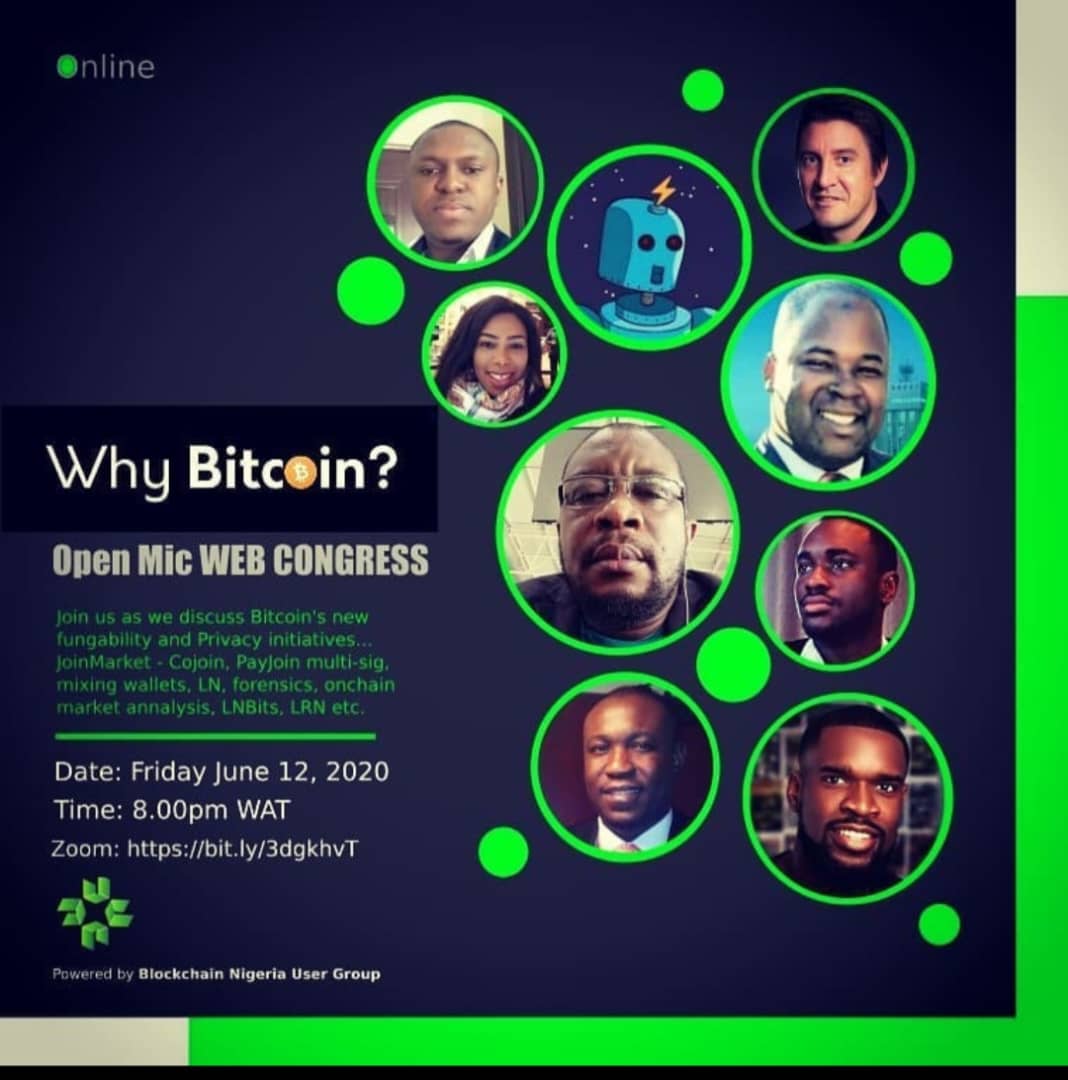 Online
Why Bitcoin?
Open Mic WEB CONGRESS
Join us as we discuss Bitcoin's new
fungability and Privacy initiatives...
JoinMarket - Cojoin, PayJoin multi-sig,
mixing wallets, LN, forensics, onchain
market annalysis, LNBits, LRN etc.
Date: Friday June 12, 2020
Time: 8.00pm WAT
Zoom: https://bit.ly/3dgkhvT
Powered by Blockchain Nigeria User Group